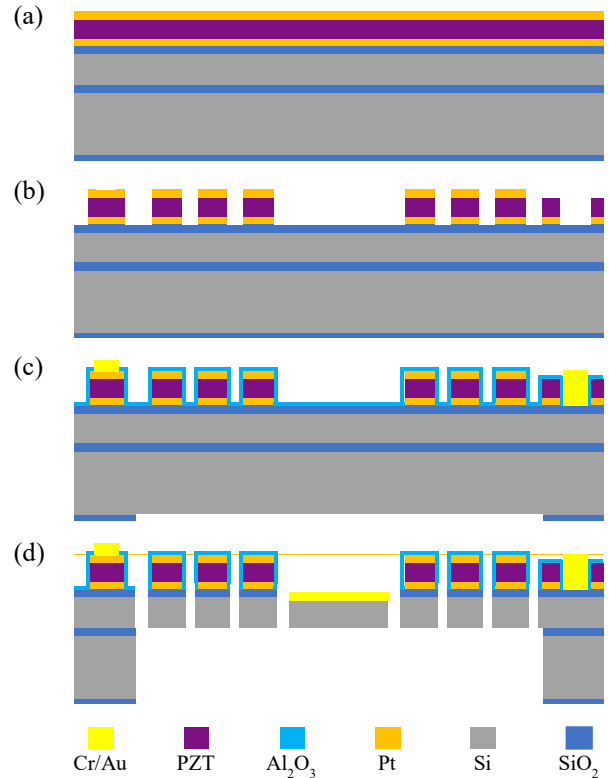 (a)
(b)
(c)
(d)
Cr/Au PZT Al₂O₃ Pt Si SiO₂